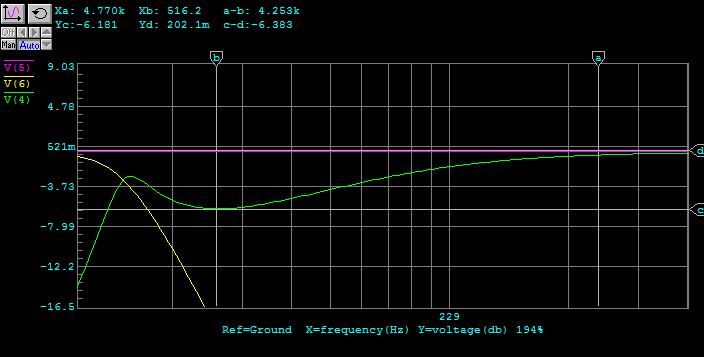 Xa: 4.770k Xb: 516.2 a-b: 4.253k
Yc:-6.181 Yd: 202.1m c-d:-6.383
Off
Man Auto
b
a
V(5)
V(6)
V(4)
9.03
4.78
521m
-3.73
-7.99
-12.2
-16.5
d
c
229
Ref=Ground X=frequency(Hz) Y=voltage(db) 194%